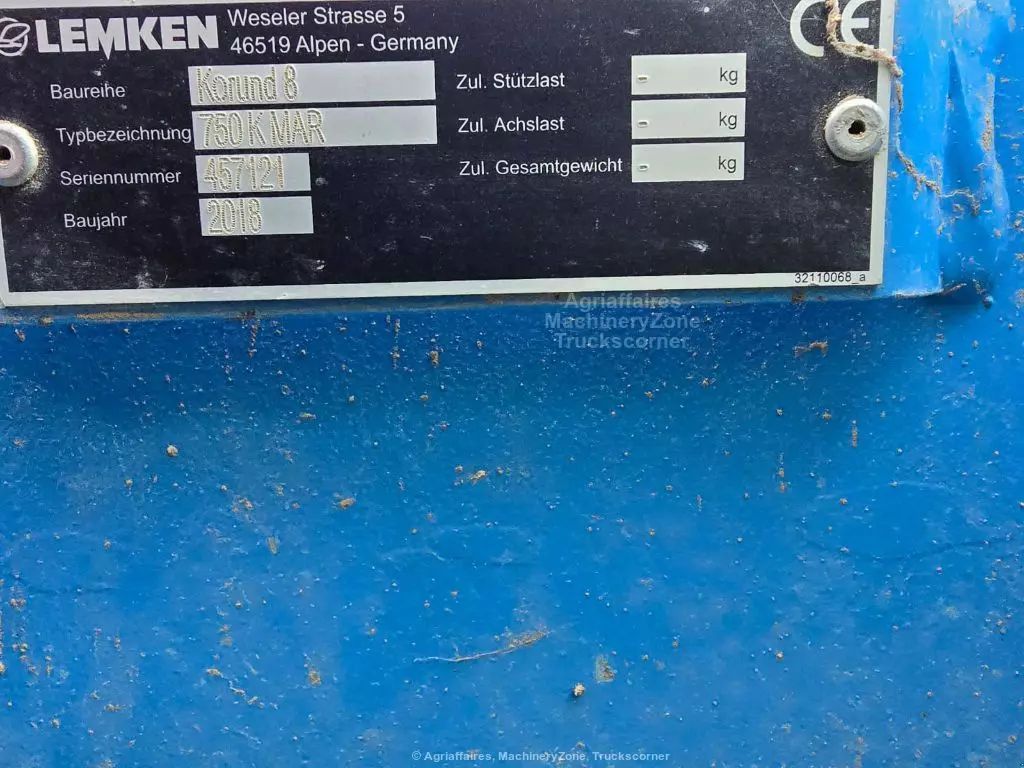 LEMKEN
Weseler Strasse 5
46519 Alpen - Germany
CE
Baureihe Korund 8
Typbezeichnung 750 K MAR
Seriennummer 457121
Baujahr 2018
Zul. Stützlast - kg
Zul. Achslast - kg
Zul. Gesamtgewicht - kg
32110068_a
Agriaffaires
MachineryZone
Truckscorner
© Agriaffaires, MachineryZone, Truckscorner